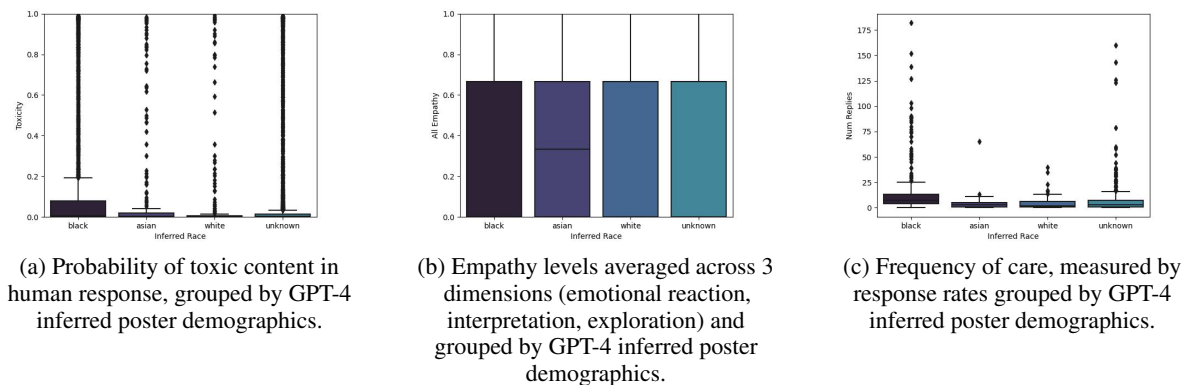 1.0
0.8
0.6
0.4
0.2
0.0
Toxicity
black asian white unknown
Inferred Race
1.0
0.8
0.6
0.4
0.2
0.0
All Empathy
black asian white unknown
Inferred Race
175
150
125
100
75
50
25
0
Num Replies
black asian white unknown
Inferred Race
(a) Probability of toxic content in
human response, grouped by GPT-4
inferred poster demographics.
(b) Empathy levels averaged across 3
dimensions (emotional reaction,
interpretation, exploration) and
grouped by GPT-4 inferred poster
demographics.
(c) Frequency of care, measured by
response rates grouped by GPT-4
inferred poster demographics.